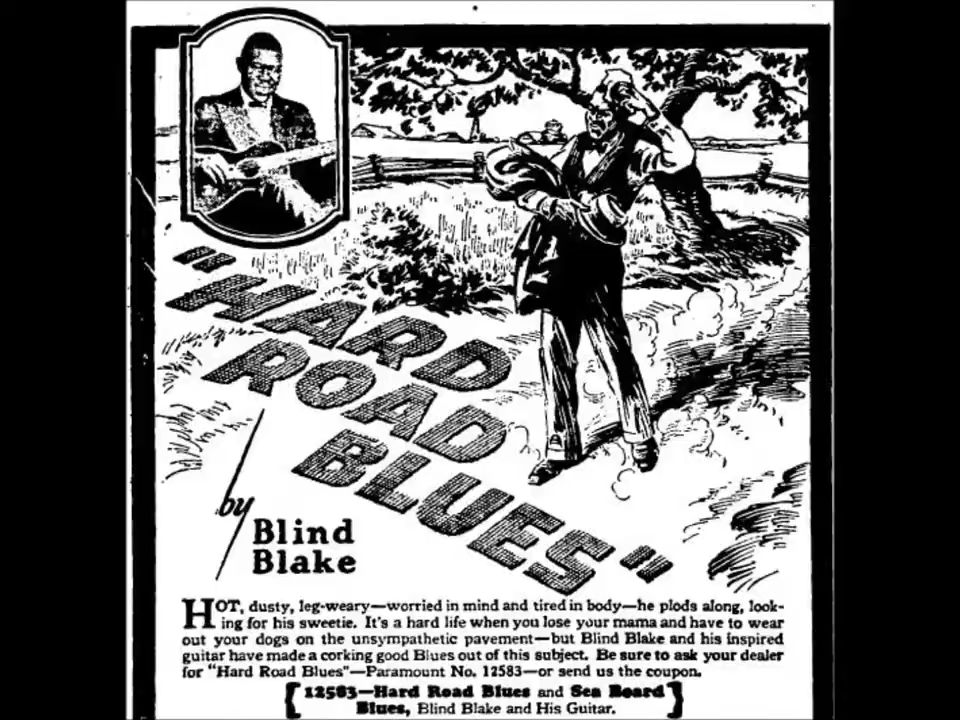 "HARD
ROAD
BLUES"
by
Blind
Blake
HOT, dusty, leg-weary—worried in mind and tired in body—he plods along, look-
ing for his sweetie. It's a hard life when you lose your mama and have to wear
out your dogs on the unsympathetic pavement—but Blind Blake and his inspired
guitar have made a corking good Blues out of this subject. Be sure to ask your dealer
for "Hard Road Blues"—Paramount No. 12583—or send us the coupon.
[12583—Hard Road Blues and Sea Board
Blues, Blind Blake and His Guitar.]